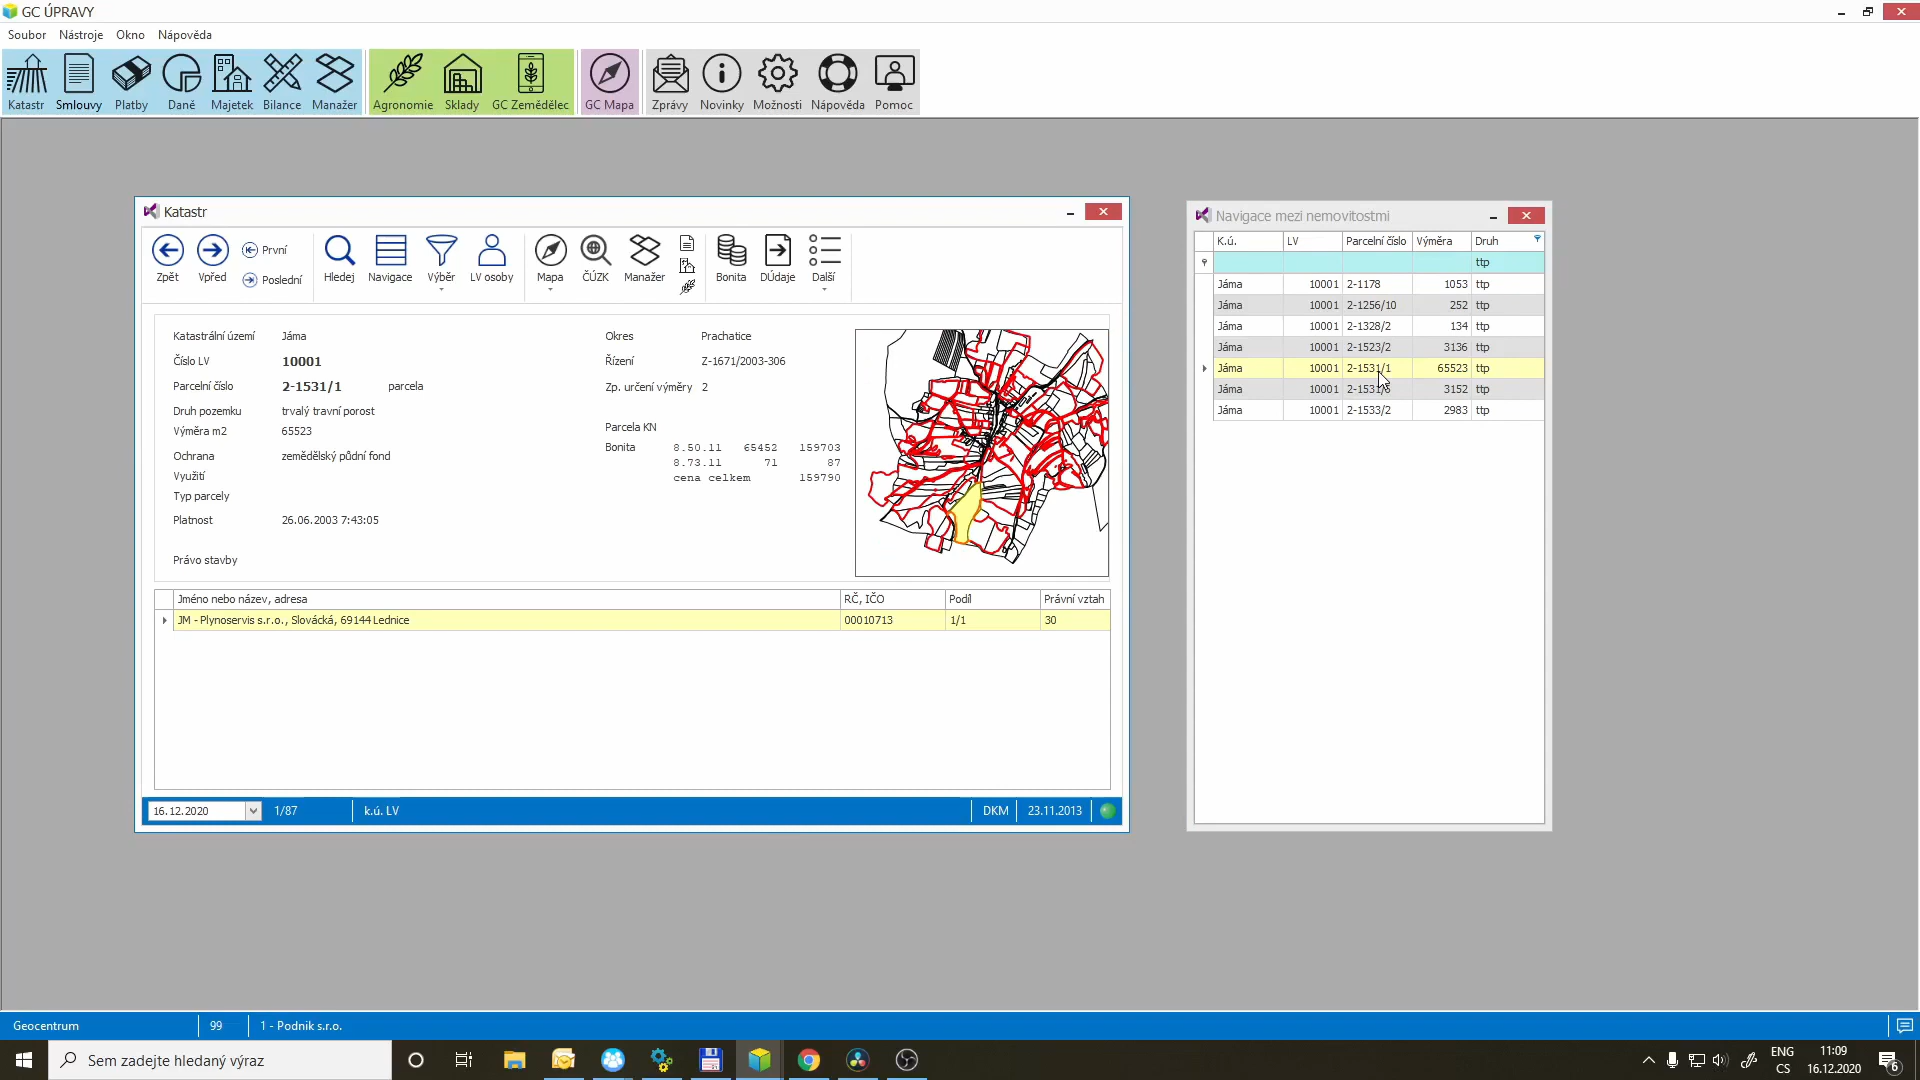 GC ÚPRAVY
Soubor Nástroje Okno Nápověda
Katastr Smlouvy Platby Daně Majetek Bilance Manažer Agronomie Sklady GC Zemědělec GC Mapa Zprávy Novinky Možnosti Nápověda Pomoc
Katastr
Zpět Vpřed První Poslední Hledej Navigace Výběr LV osoby Mapa ČÚZK Manažer Bonita DÚdaje Další
Katastrální území Jáma
Číslo LV 10001
Parcelní číslo 2-1531/1 parcela
Druh pozemku trvalý travní porost
Výměra m2 65523
Ochrana zemědělský půdní fond
Využití
Typ parcely
Platnost 26.06.2003 7:43:05
Právo stavby
Okres Prachatice
Řízení Z-1671/2003-306
Zp. určení výměry 2
Parcela KN
Bonita 8.50.11 65452 159703
8.73.11 71 87
cena celkem 159790
Jméno nebo název, adresa RČ, IČO Podíl Právní vztah
JM - Plynoservis s.r.o., Slovácká, 69144 Lednice 00010713 1/1 30
16.12.2020 1/87 k.ú. LV DKM 23.11.2013
Navigace mezi nemovitostmi
K.ú. LV Parcelní číslo Výměra Druh
ttp
Jáma 10001 2-1178 1053 ttp
Jáma 10001 2-1256/10 252 ttp
Jáma 10001 2-1328/2 134 ttp
Jáma 10001 2-1523/2 3136 ttp
Jáma 10001 2-1531/1 65523 ttp
Jáma 10001 2-1531/6 3152 ttp
Jáma 10001 2-1533/2 2983 ttp
Geocentrum 99 1 - Podnik s.r.o.
Sem zadejte hledaný výraz
ENG
CS
11:09
16.12.2020
6